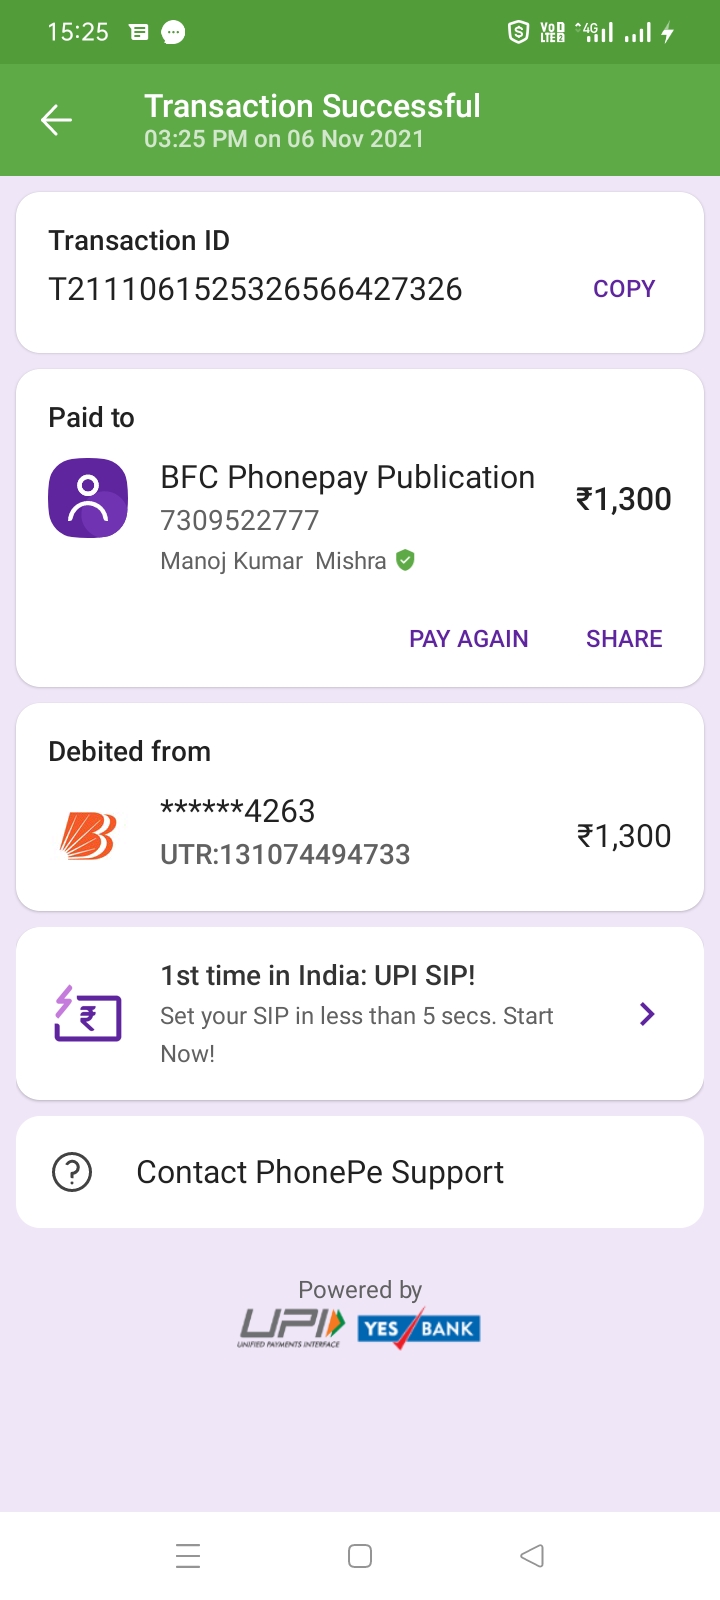 15:25
VoD 4G
LTE2
Transaction Successful
03:25 PM on 06 Nov 2021
Transaction ID
T2111061525326566427326 COPY
Paid to
BFC Phonepay Publication
₹1,300
7309522777
Manoj Kumar Mishra
PAY AGAIN SHARE
Debited from
******4263
₹1,300
UTR:131074494733
1st time in India: UPI SIP!
Set your SIP in less than 5 secs. Start
Now!
Contact PhonePe Support
Powered by
UPI YES BANK
UNIFIED PAYMENTS INTERFACE